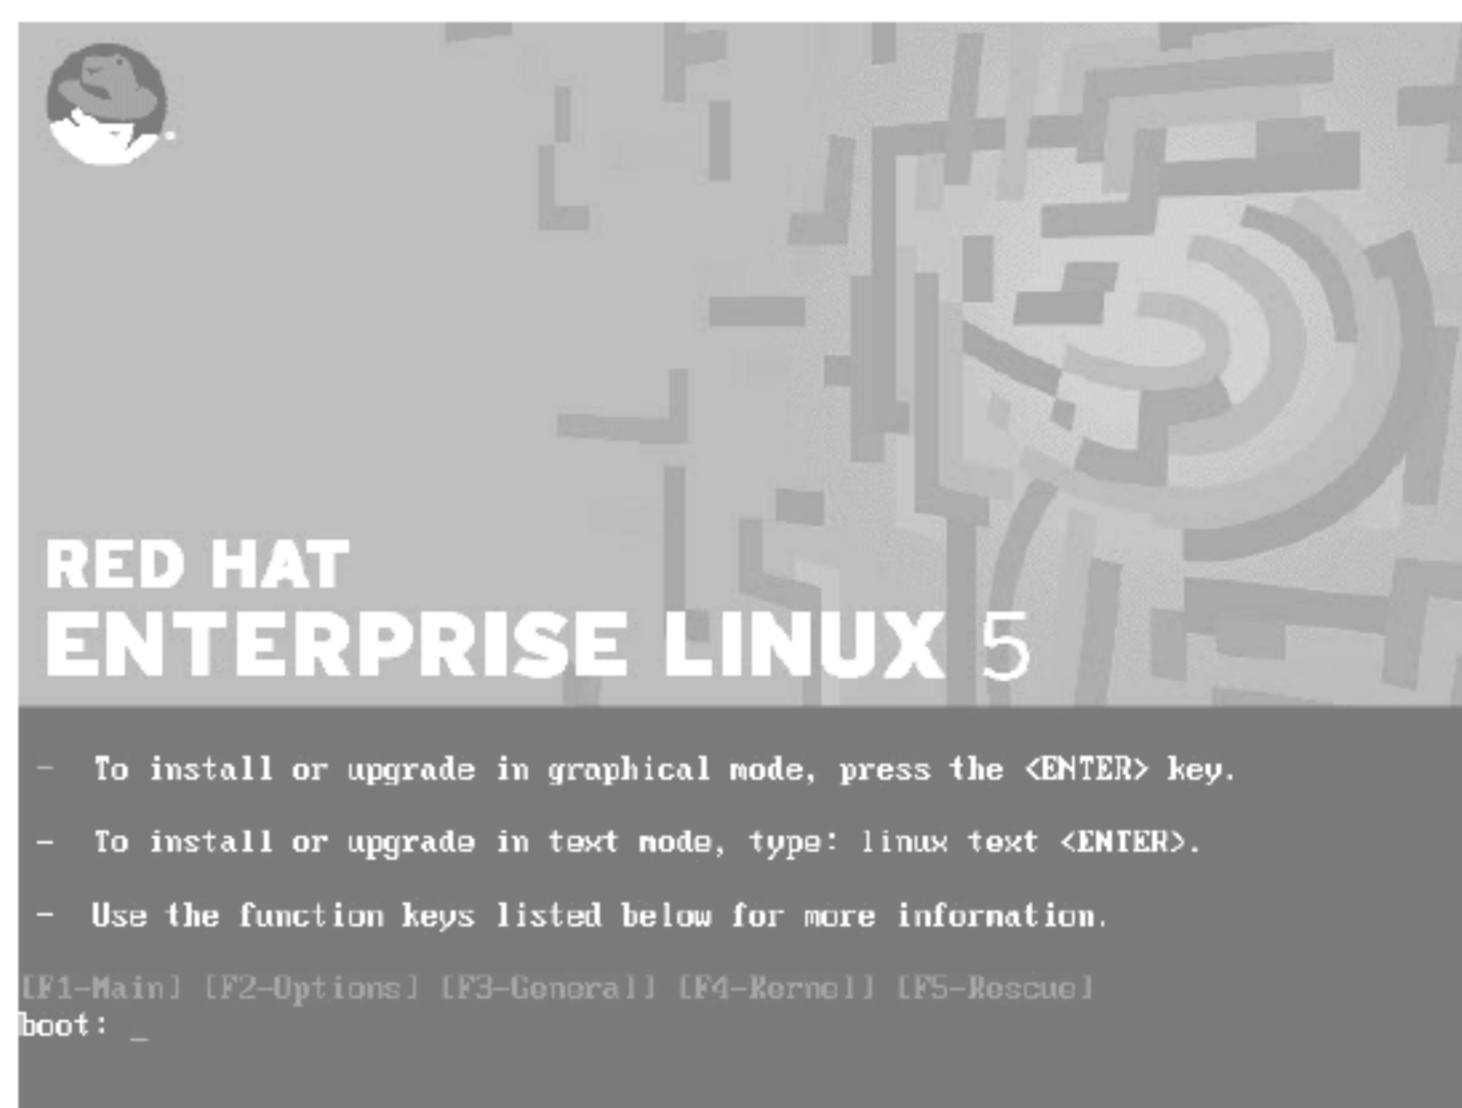 RED HAT
ENTERPRISE LINUX 5
- To install or upgrade in graphical mode, press the <ENTER> key.
- To install or upgrade in text mode, type: linux text <ENTER>.
- Use the function keys listed below for more information.
[F1-Main] [F2-Options] [F3-General] [F4-Kernel] [F5-Rescue]
boot: _